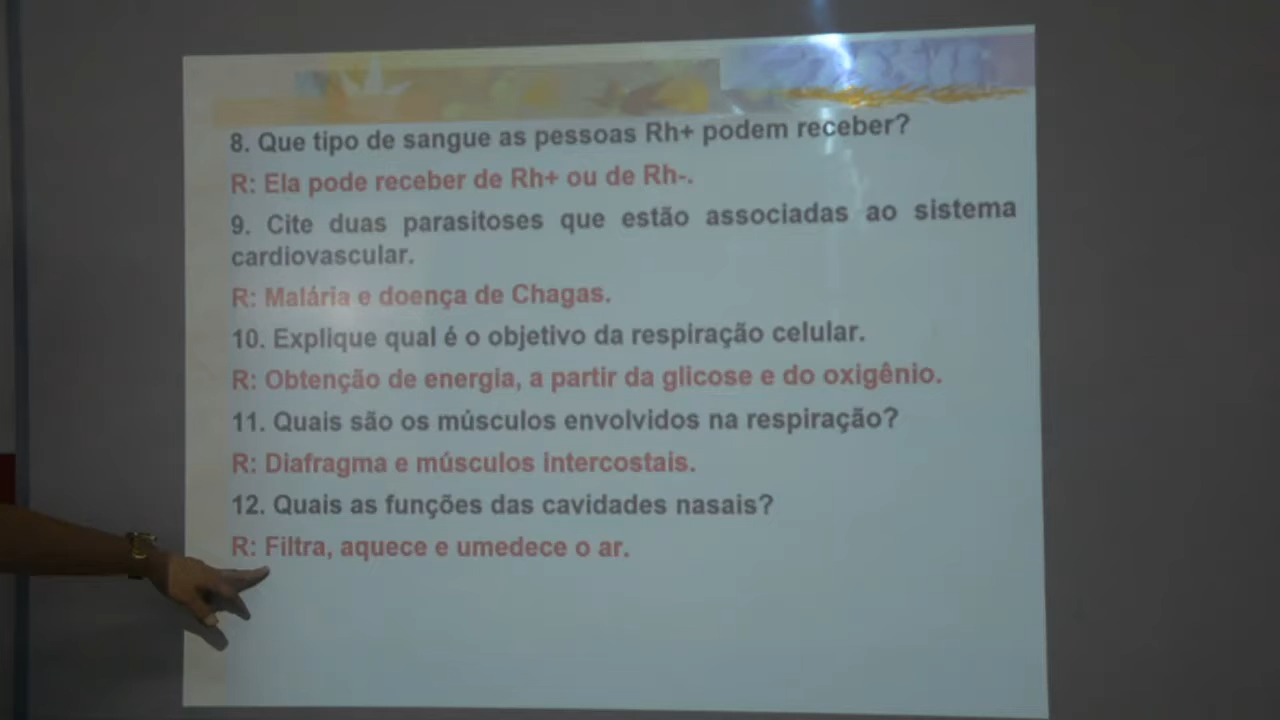 8. Que tipo de sangue as pessoas Rh+ podem receber?
R: Ela pode receber de Rh+ ou de Rh-.
9. Cite duas parasitoses que estão associadas ao sistema
cardiovascular.
R: Malária e doença de Chagas.
10. Explique qual é o objetivo da respiração celular.
R: Obtenção de energia, a partir da glicose e do oxigênio.
11. Quais são os músculos envolvidos na respiração?
R: Diafragma e músculos intercostais.
12. Quais as funções das cavidades nasais?
R: Filtra, aquece e umedece o ar.